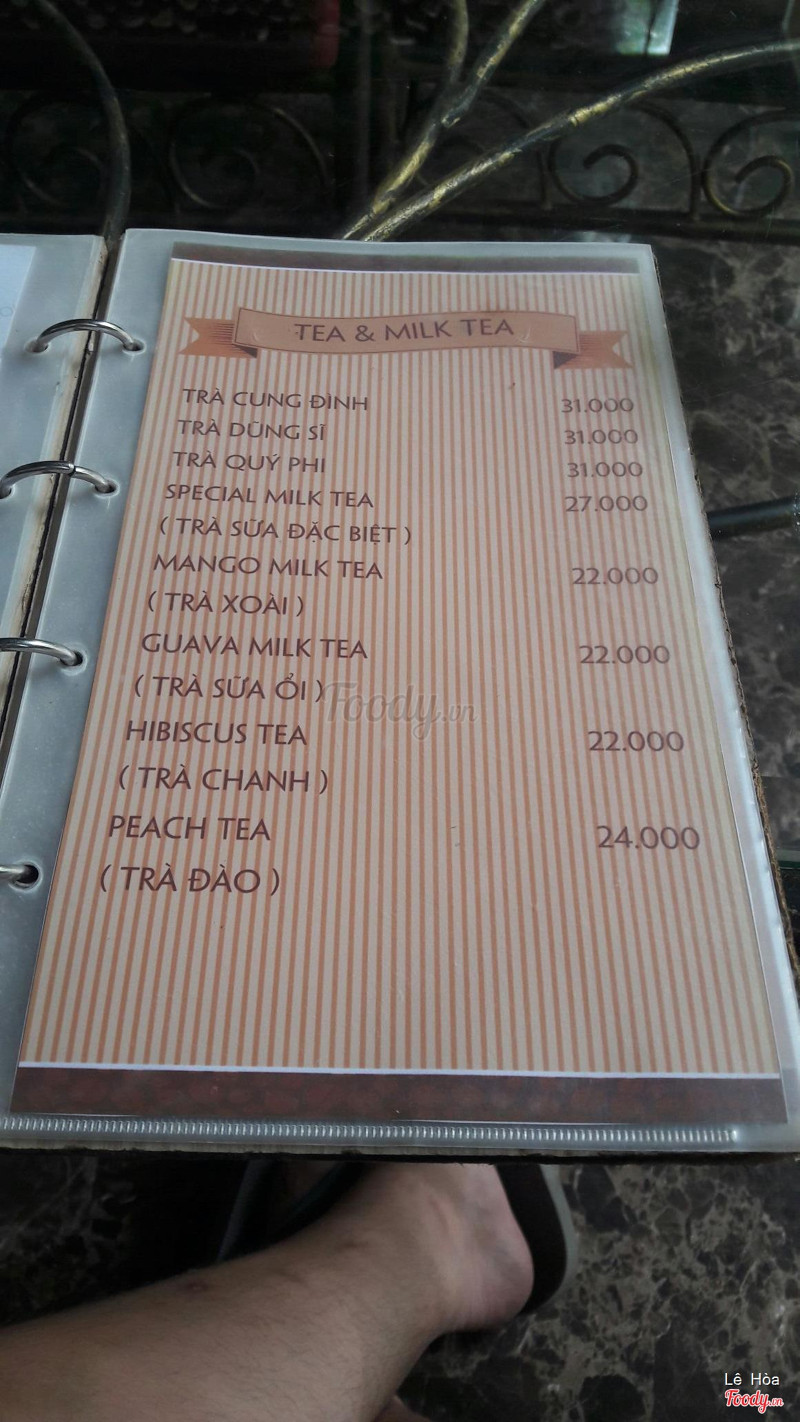 TEA & MILK TEA
TRÀ CUNG ĐÌNH 31.000
TRÀ DŨNG SĨ 31.000
TRÀ QUÝ PHI 31.000
SPECIAL MILK TEA 27.000
( TRÀ SỮA ĐẶC BIỆT )
MANGO MILK TEA 22.000
( TRÀ XOÀI )
GUAVA MILK TEA 22.000
( TRÀ SỮA ỔI )
Foody.vn
HIBISCUS TEA 22.000
( TRÀ CHANH )
PEACH TEA 24.000
( TRÀ ĐÀO )
Lê Hòa
Foody.vn